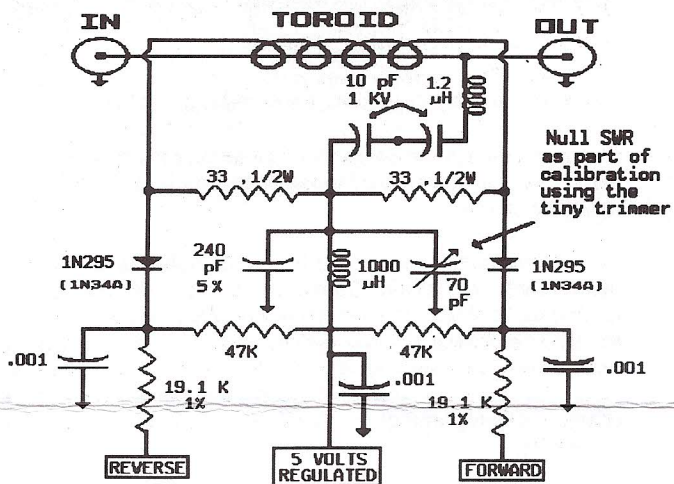 IN
TOROID
OUT
10 pF
1 KV
1.2
µH
Null SWR
as part of
calibration
using the
tiny trimmer
33 ,1/2W
33 ,1/2W
240
pF
5%
1000
µH
70
pF
1N295
(1N34A)
1N295
(1N34A)
.001
47K
47K
.001
.001
19.1 K
1%
19.1 K
1%
REVERSE
5 VOLTS
REGULATED
FORWARD